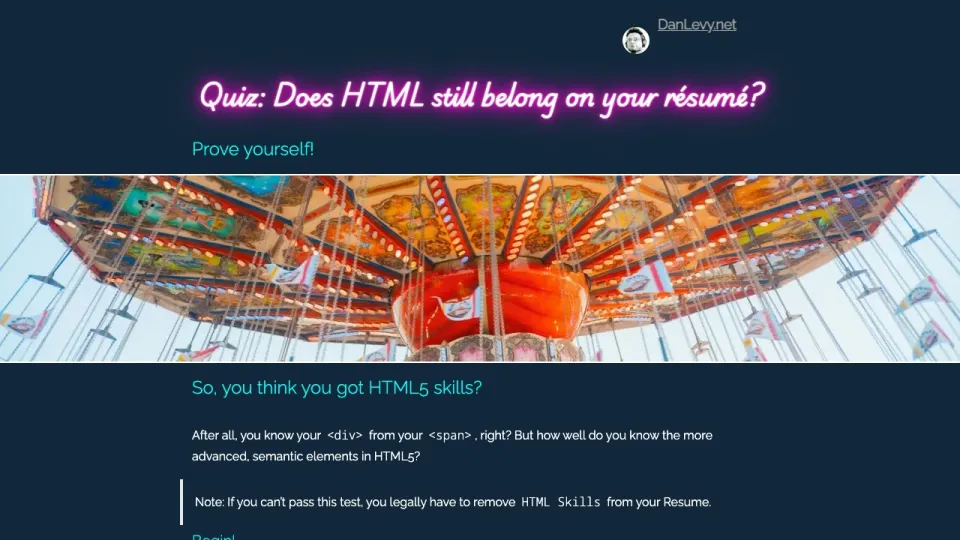 DanLevy.net
Quiz: Does HTML still belong on your résumé?
Prove yourself!
So, you think you got HTML5 skills?
After all, you know your <div> from your <span>, right? But how well do you know the more
advanced, semantic elements in HTML5?
Note: If you can't pass this test, you legally have to remove HTML Skills from your Resume.
Begin!